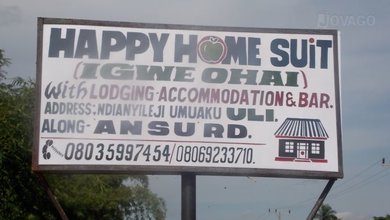 JOVAGO
HAPPY HOME SUiT
(IGWE OHAI)
With LODGING-ACCOMMODATION & BAR.
ADDRESS: NDIANYILEJI UMUAKU ULI.
ALONG- ANSU RD.
08035997454/08069233710.